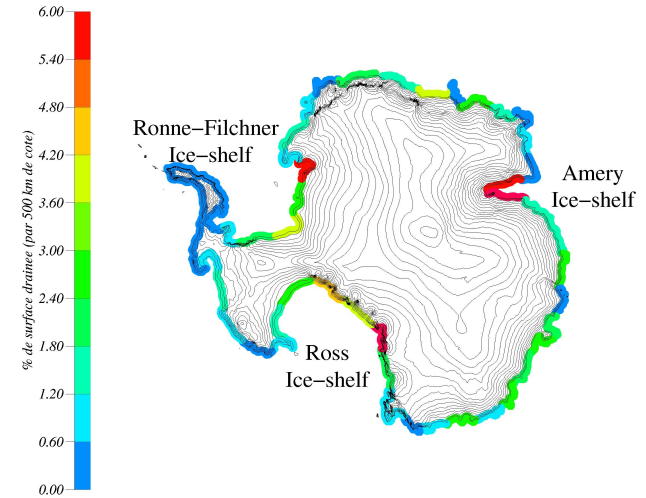 6.00
5.40
4.80
4.20
3.60
3.00
2.40
1.80
1.20
0.60
0.00
% de surface drainee (par 500 km de cote)
Ronne-Filchner
Ice-shelf
Amery
Ice-shelf
Ross
Ice-shelf